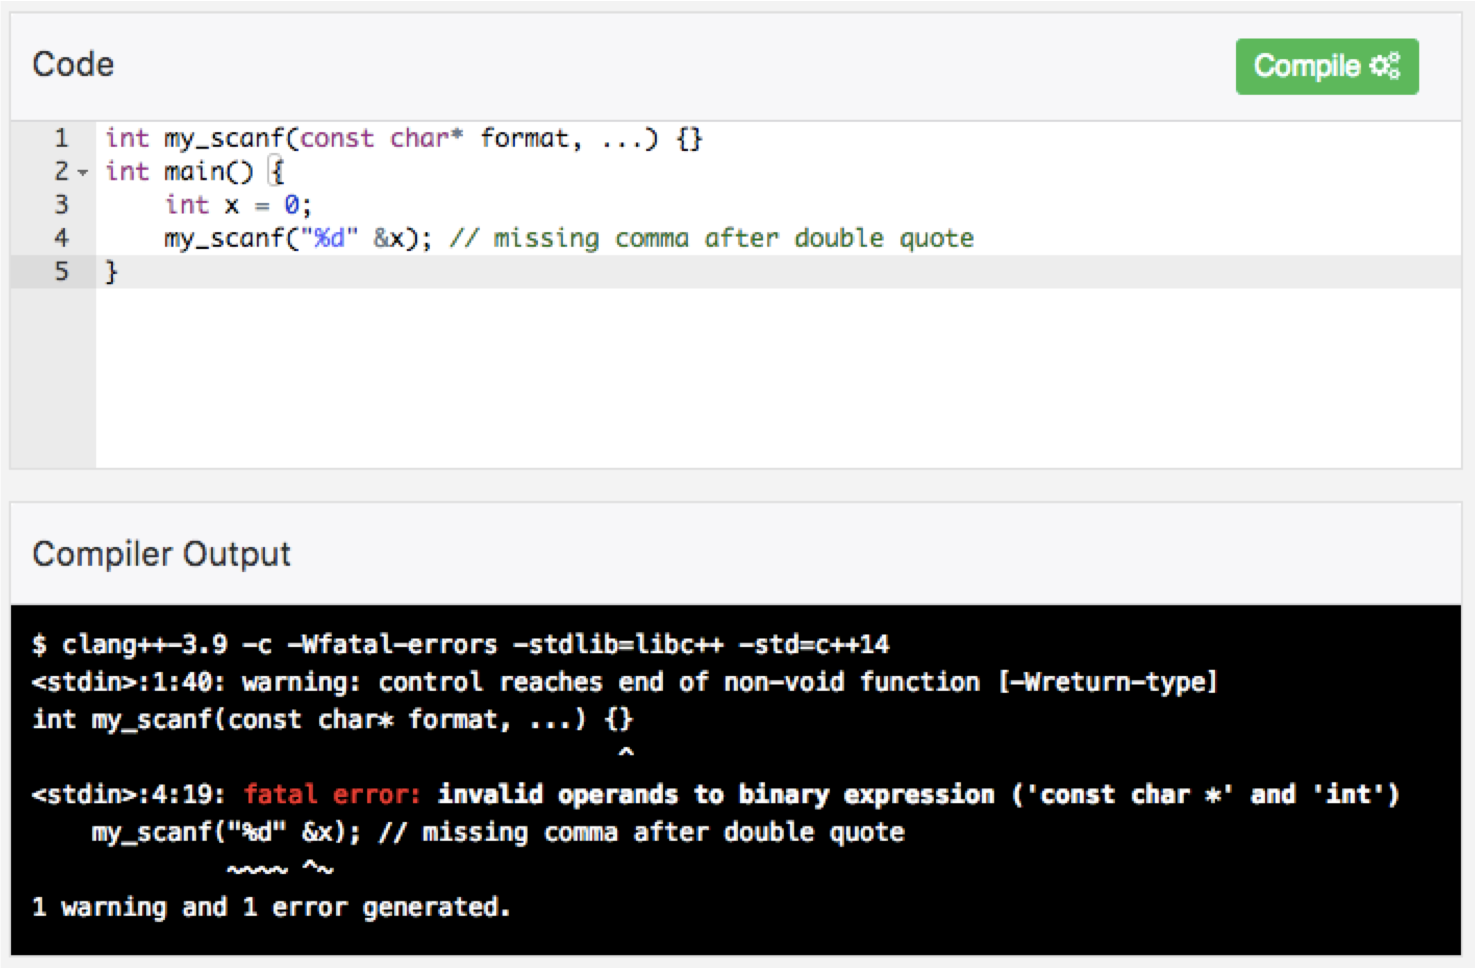 Code
Compile
1 int my_scanf(const char* format, ...) {}
2 int main() {
3     int x = 0;
4     my_scanf("%d" &x); // missing comma after double quote
5 }
Compiler Output
$ clang++-3.9 -c -Wfatal-errors -stdlib=libc++ -std=c++14
<stdin>:1:40: warning: control reaches end of non-void function [-Wreturn-type]
int my_scanf(const char* format, ...) {}
                                       ^
<stdin>:4:19: fatal error: invalid operands to binary expression ('const char *' and 'int')
    my_scanf("%d" &x); // missing comma after double quote
             ~~~~ ^~
1 warning and 1 error generated.